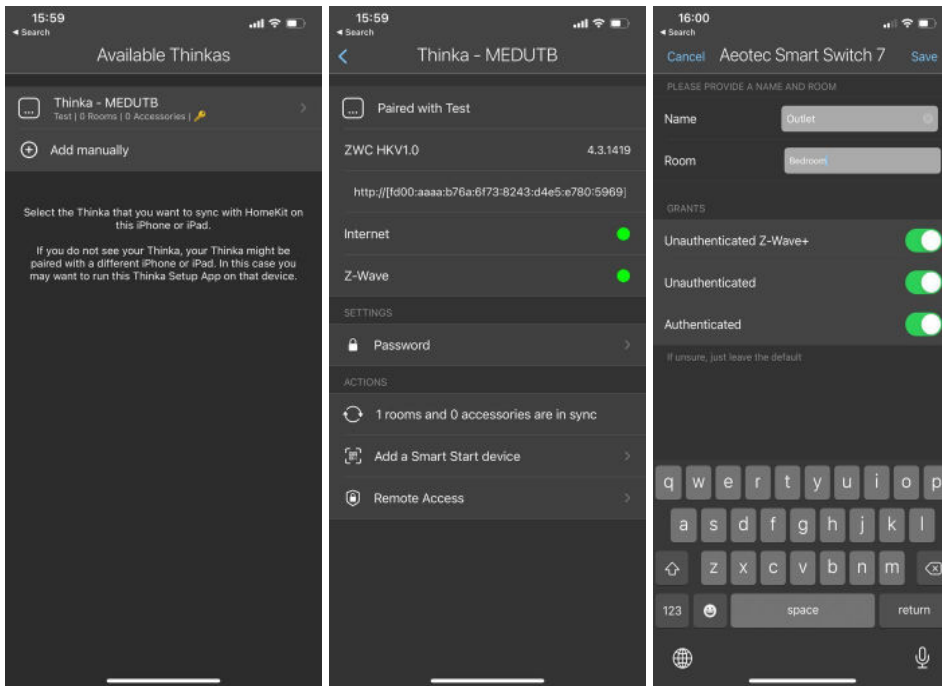 15:59
◄ Search
Available Thinkas
Thinka - MEDUTB
Test | 0 Rooms | 0 Accessories | 🔑
Add manually
Select the Thinka that you want to sync with HomeKit on
this iPhone or iPad.
If you do not see your Thinka, your Thinka might be
paired with a different iPhone or iPad. In this case you
may want to run this Thinka Setup App on that device.
15:59
◄ Search
Thinka - MEDUTB
Paired with Test
ZWC HKV1.0 4.3.1419
http://[fd00:aaaa:b76a:6f73:8243:d4e5:e780:5969]
Internet
Z-Wave
SETTINGS
Password
ACTIONS
1 rooms and 0 accessories are in sync
Add a Smart Start device
Remote Access
16:00
◄ Search
Cancel Aeotec Smart Switch 7 Save
PLEASE PROVIDE A NAME AND ROOM
Name Outlet
Room Bedroom
GRANTS
Unauthenticated Z-Wave+
Unauthenticated
Authenticated
If unsure, just leave the default
q w e r t y u i o p
a s d f g h j k l
z x c v b n m
123 space return